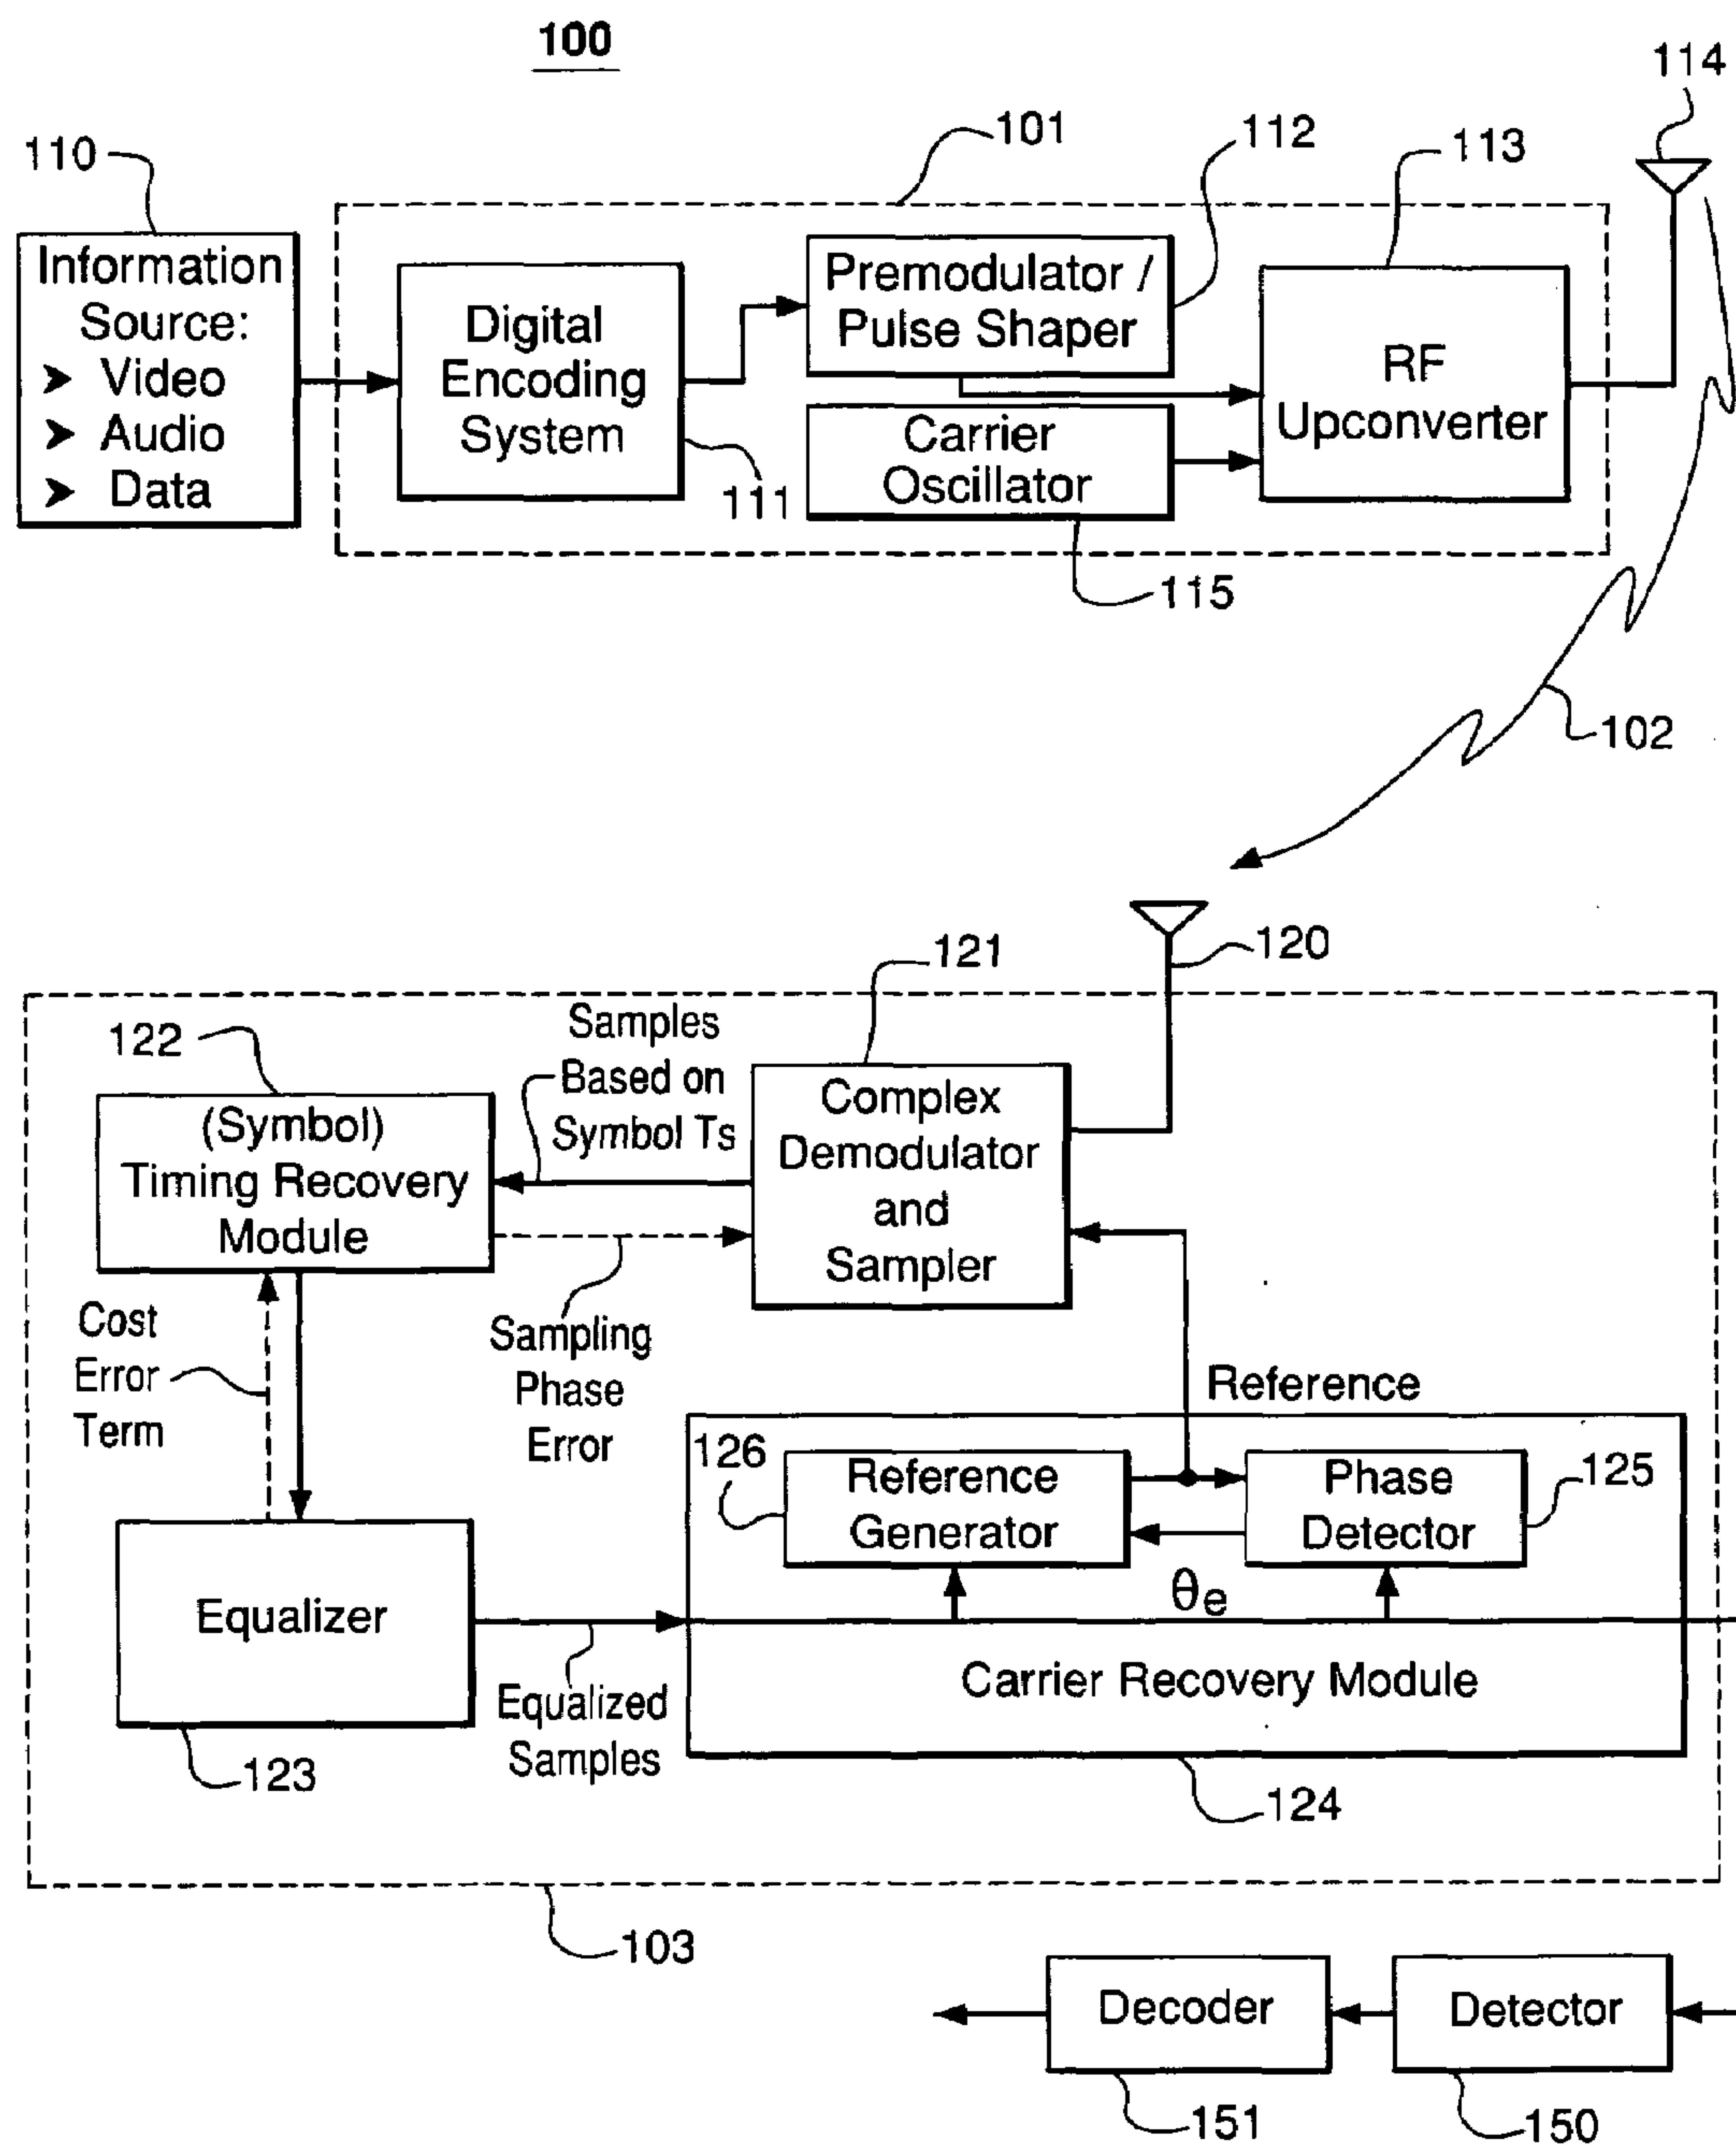 100
110
101
112
113
114
Information
Source:
➤ Video
➤ Audio
➤ Data
Digital
Encoding
System
111
Premodulator /
Pulse Shaper
Carrier
Oscillator
115
RF
Upconverter
102
120
121
122
Samples
Based on
Symbol Ts
(Symbol)
Timing Recovery
Module
Complex
Demodulator
and
Sampler
Cost
Error
Term
Sampling
Phase
Error
Reference
126
Reference
Generator
Phase
Detector
125
θe
Equalizer
123
Equalized
Samples
Carrier Recovery Module
124
103
Decoder
151
Detector
150